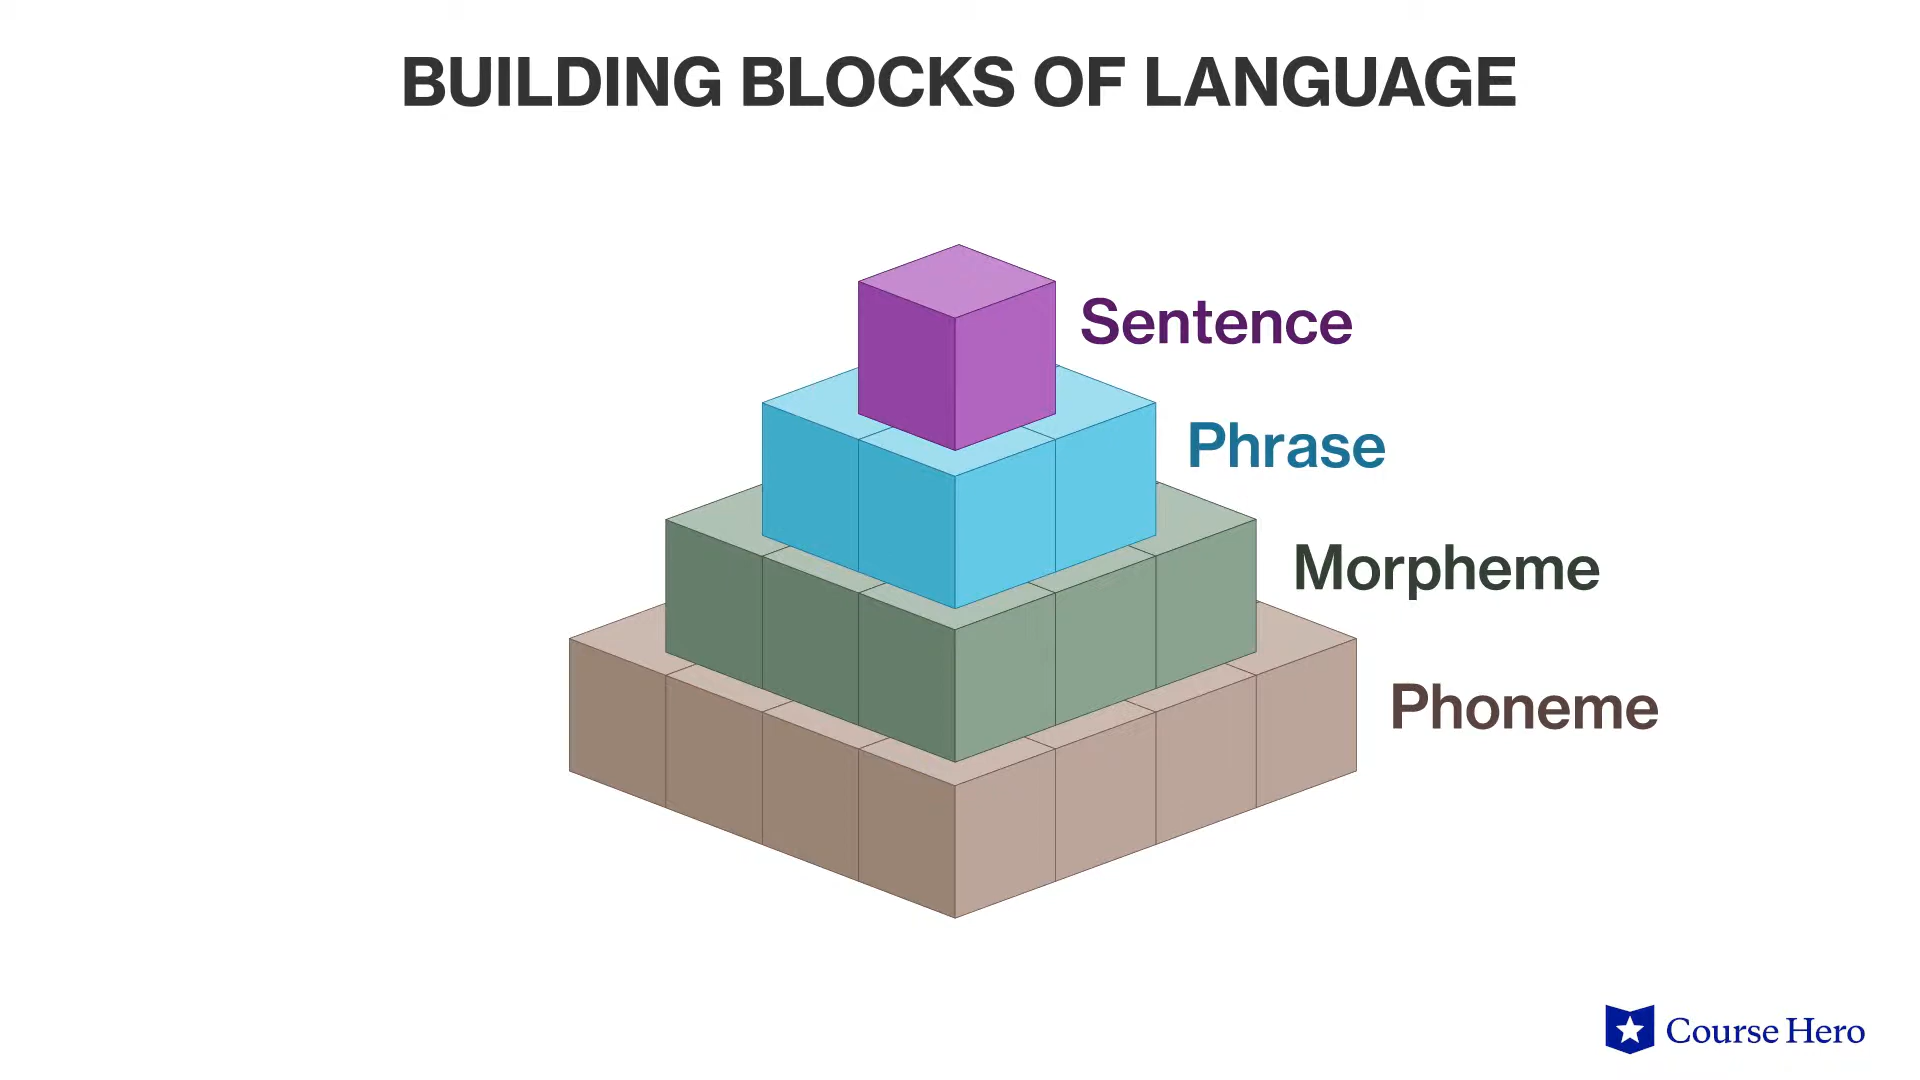 BUILDING BLOCKS OF LANGUAGE
Sentence
Phrase
Morpheme
Phoneme
Course Hero